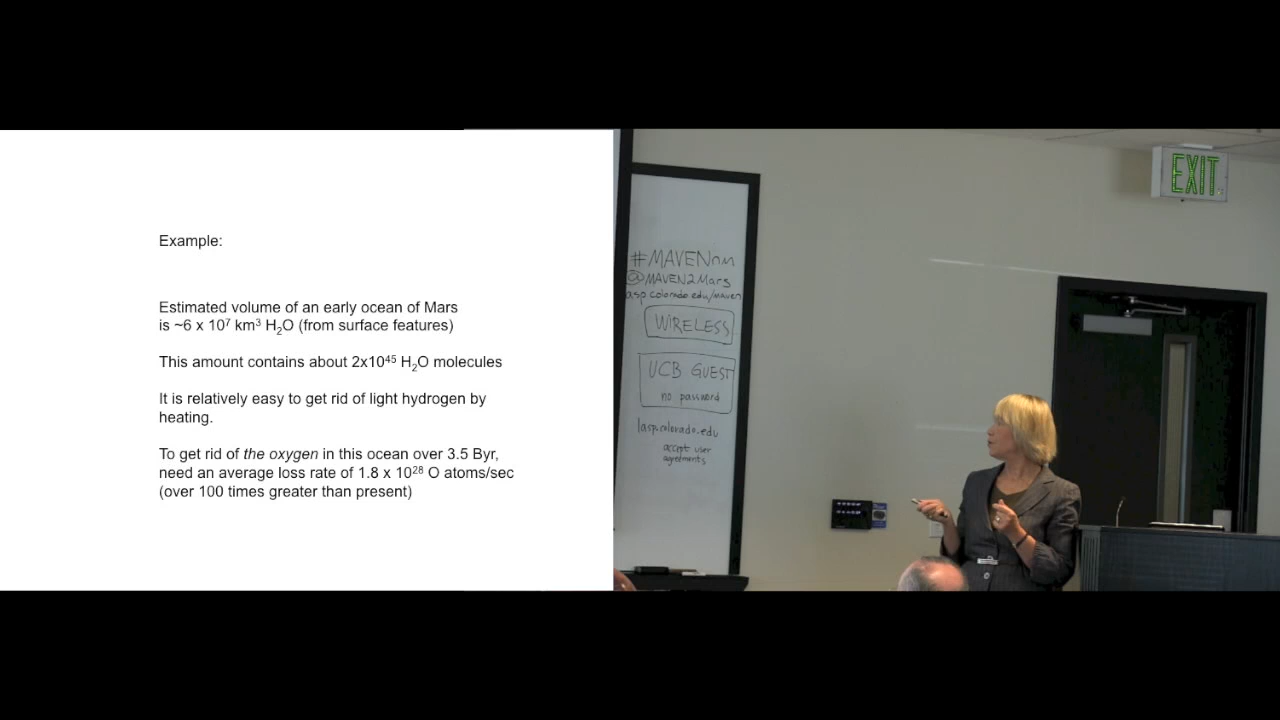 Example:
Estimated volume of an early ocean of Mars
is ~6 x 10⁷ km³ H₂O (from surface features)
This amount contains about 2x10⁴⁵ H₂O molecules
It is relatively easy to get rid of light hydrogen by
heating.
To get rid of the oxygen in this ocean over 3.5 Byr,
need an average loss rate of 1.8 x 10²⁸ O atoms/sec
(over 100 times greater than present)
#MAVENnm
@MAVEN2Mars
asp.colorado.edu/maven
WIRELESS
UCB GUEST
no password
lasp.colorado.edu
accept user
agreements
EXIT